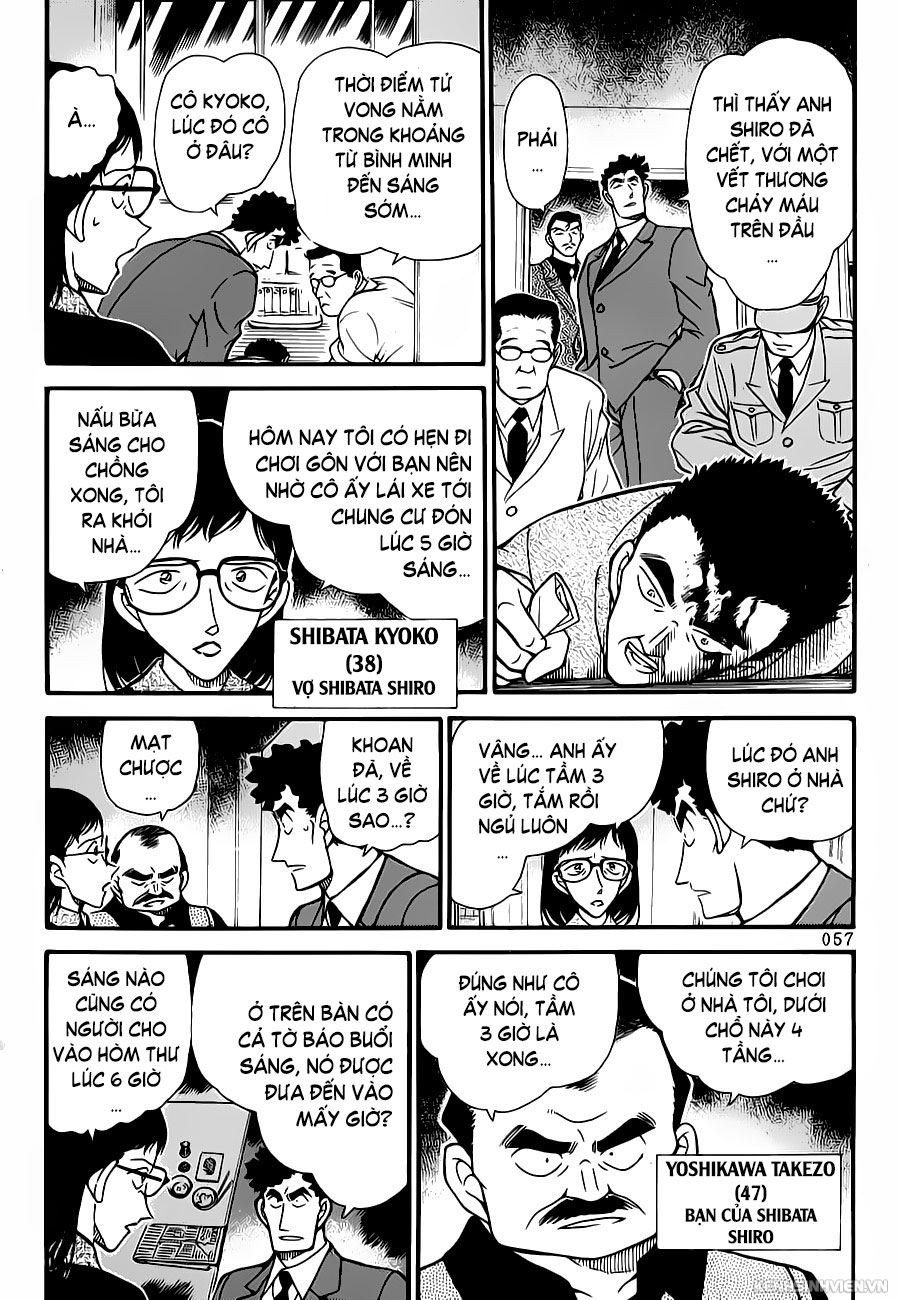 THÌ THẤY ANH
SHIRO ĐÃ
CHẾT, VỚI MỘT
VẾT THƯƠNG
CHẢY MÁU
TRÊN ĐẦU
...
PHẢI
...
THỜI ĐIỂM TỬ
VONG NẰM
TRONG KHOẢNG
TỪ BÌNH MINH
ĐẾN SÁNG
SỚM...
CÔ KYOKO,
LÚC ĐÓ CÔ
Ở ĐÂU?
À...
HÔM NAY TÔI CÓ HẸN ĐI
CHƠI GÔN VỚI BẠN NÊN
NHỜ CÔ ẤY LÁI XE TỚI
CHUNG CƯ ĐÓN
LÚC 5 GIỜ
SÁNG...
NẤU BỮA
SÁNG CHO
CHỒNG
XONG, TÔI
RA KHỎI
NHÀ...
SHIBATA KYOKO
(38)
VỢ SHIBATA SHIRO
LÚC ĐÓ ANH
SHIRO Ở NHÀ
CHỨ?
VÂNG... ANH ẤY
VỀ LÚC TẦM 3
GIỜ, TẮM RỒI
NGỦ LUÔN
...
KHOAN
ĐÃ, VỀ
LÚC 3 GIỜ
SAO...?
MẠT
CHƯỢC
...
057
CHÚNG TÔI CHƠI
Ở NHÀ TÔI, DƯỚI
CHỖ NÀY 4
TẦNG...
ĐÚNG NHƯ CÔ
ẤY NÓI, TẦM
3 GIỜ LÀ
XONG...
YOSHIKAWA TAKEZO
(47)
BẠN CỦA SHIBATA
SHIRO
Ở TRÊN BÀN CÓ
CẢ TỜ BÁO BUỔI
SÁNG, NÓ ĐƯỢC
ĐƯA ĐẾN VÀO
MẤY GIỜ?
SÁNG NÀO
CŨNG CÓ
NGƯỜI CHO
VÀO HÒM THƯ
LÚC 6 GIỜ
...